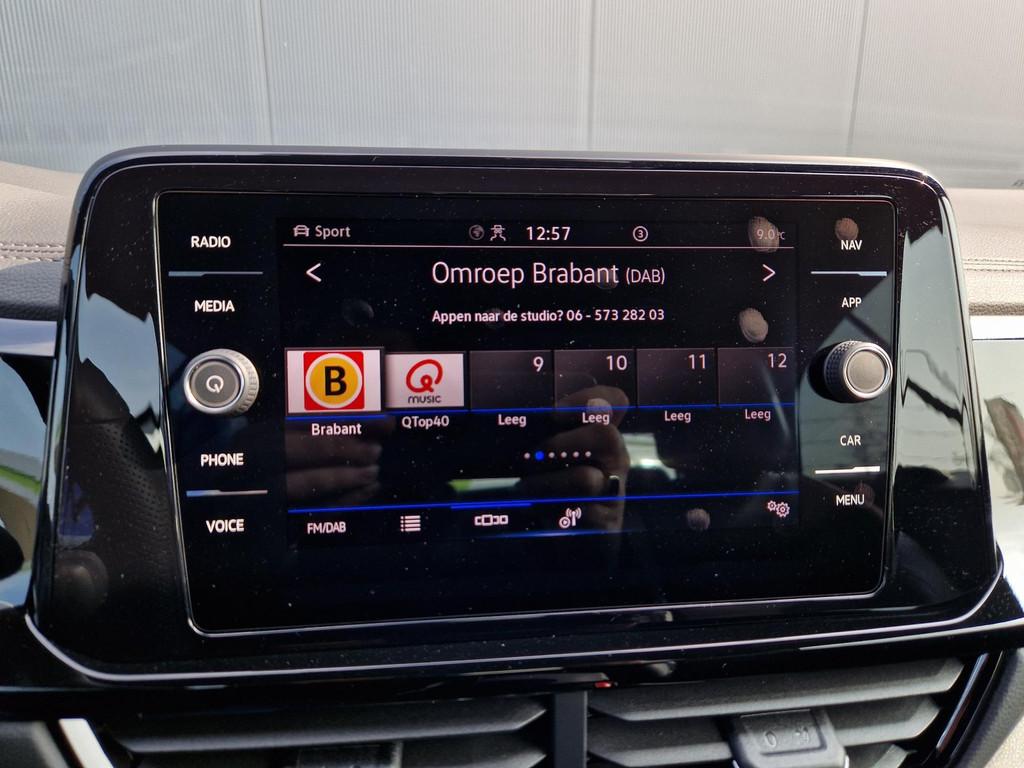 RADIO
MEDIA
PHONE
VOICE
Sport
12:57
3
9.0°C
Omroep Brabant (DAB)
Appen naar de studio? 06 - 573 282 03
B
Brabant
MUSIC
QTop40
9
Leeg
10
Leeg
11
Leeg
12
Leeg
FM/DAB
NAV
APP
CAR
MENU